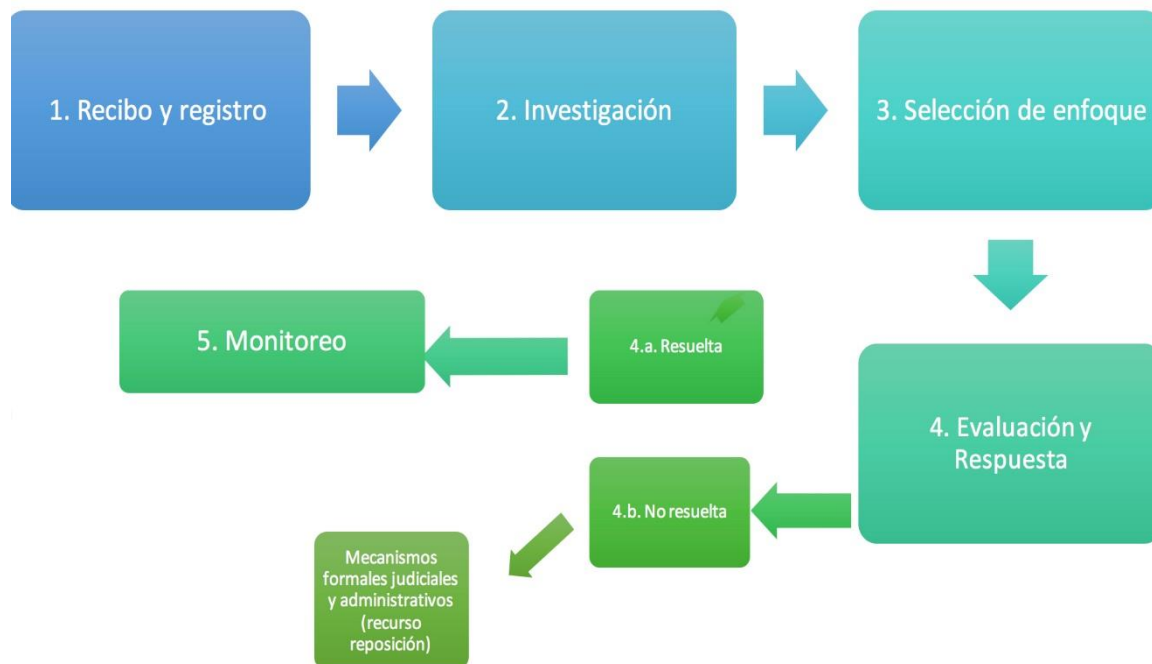 1. Recibo y registro
2. Investigación
3. Selección de enfoque
4. Evaluación y
Respuesta
4.a. Resuelta
5. Monitoreo
4.b. No resuelta
Mecanismos
formales judiciales
y administrativos
(recurso
reposición)